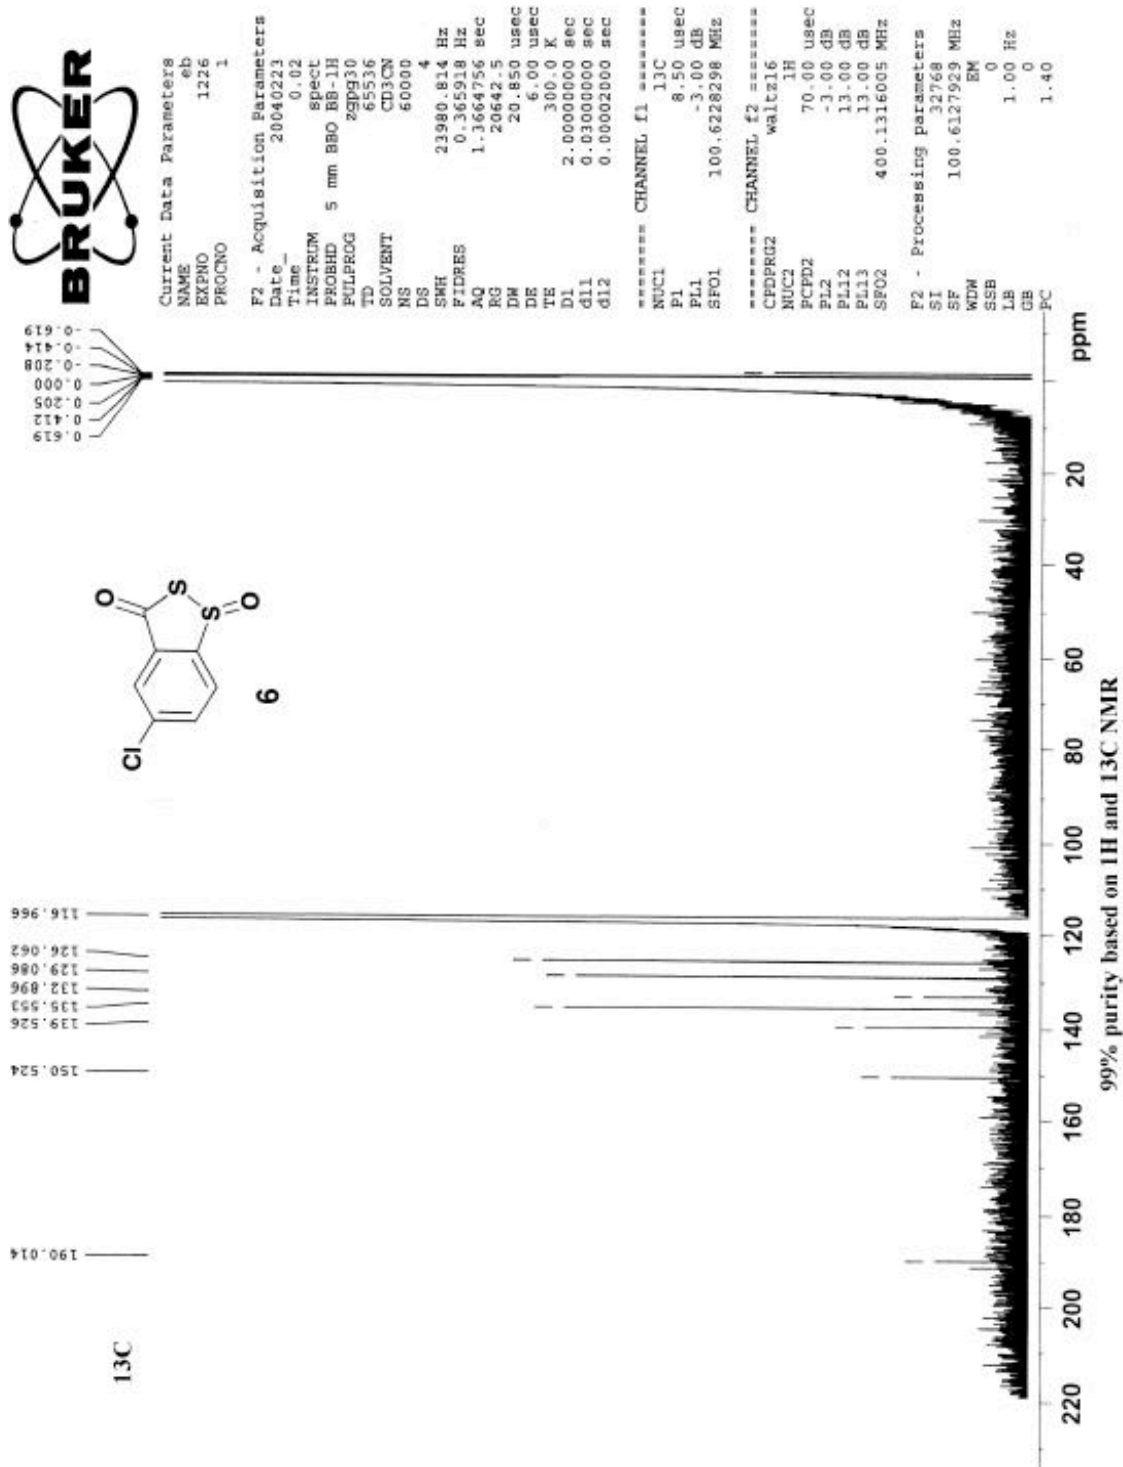 BRUKER
Current Data Parameters
NAME eb
EXPNO 1226
PROCNO 1
F2 - Acquisition Parameters
Date_ 20040223
Time 0.02
INSTRUM spect
PROBHD 5 mm BBO BB-1H
PULPROG zgpg30
TD 65536
SOLVENT CD3CN
NS 60000
DS 4
SWH 23980.814 Hz
FIDRES 0.365918 Hz
AQ 1.3664756 sec
RG 20642.5
DW 20.850 usec
DE 6.00 usec
TE 300.0 K
D1 2.00000000 sec
d11 0.03000000 sec
d12 0.00002000 sec
======== CHANNEL f1 ========
NUC1 13C
P1 8.50 usec
PL1 -3.00 dB
SFO1 100.6228298 MHz
======== CHANNEL f2 ========
CPDPRG2 waltz16
NUC2 1H
PCPD2 70.00 usec
PL2 -3.00 dB
PL12 13.00 dB
PL13 13.00 dB
SFO2 400.1316005 MHz
F2 - Processing parameters
SI 32768
SF 100.6127929 MHz
WDW EM
SSB 0
LB 1.00 Hz
GB 0
PC 1.40
13C
190.014
150.524
139.526
135.553
132.896
129.086
126.062
116.966
0.619
0.412
0.205
0.000
-0.208
-0.414
-0.619
Cl
O
S
S=O
6
220 200 180 160 140 120 100 80 60 40 20 ppm
99% purity based on 1H and 13C NMR